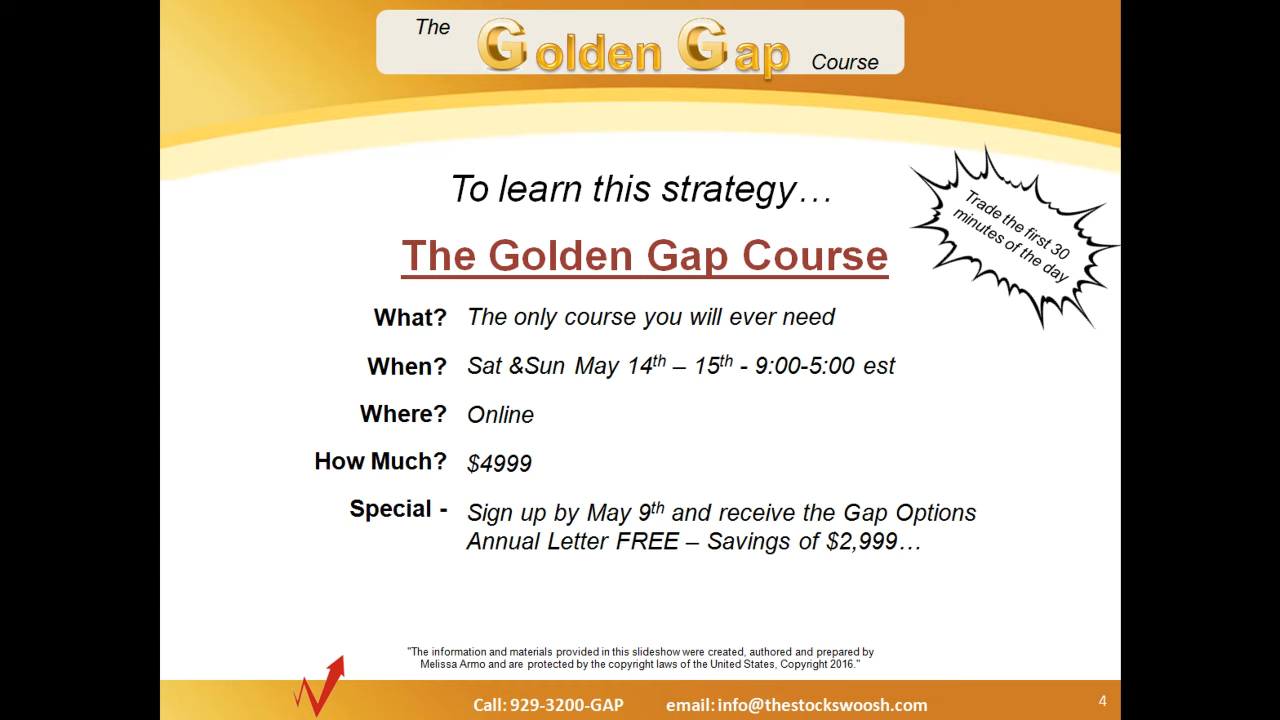 The Golden Gap Course
To learn this strategy…
Trade the first 30
minutes of the day
The Golden Gap Course
What? The only course you will ever need
When? Sat &Sun May 14th – 15th - 9:00-5:00 est
Where? Online
How Much? $4999
Special - Sign up by May 9th and receive the Gap Options
Annual Letter FREE – Savings of $2,999…
"The information and materials provided in this slideshow were created, authored and prepared by
Melissa Armo and are protected by the copyright laws of the United States, Copyright 2016."
Call: 929-3200-GAP email: info@thestockswoosh.com 4